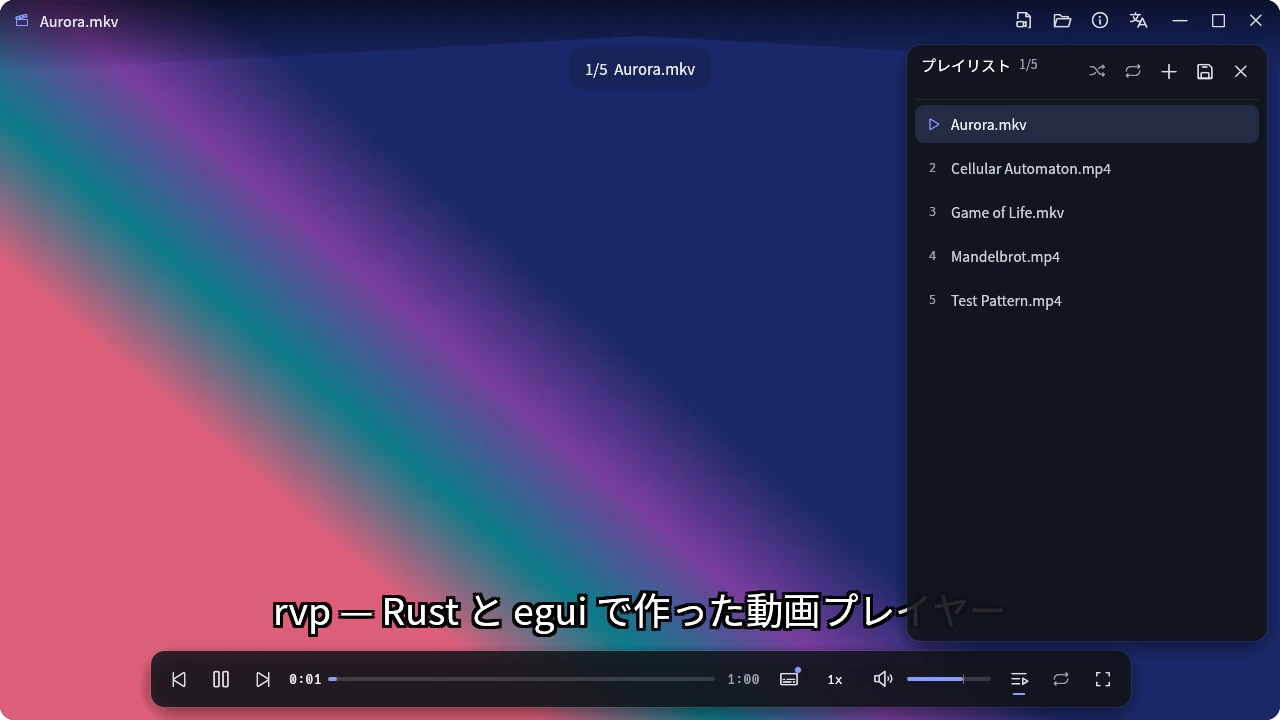 Aurora.mkv
1/5 Aurora.mkv
プレイリスト 1/5
Aurora.mkv
2 Cellular Automaton.mp4
3 Game of Life.mkv
4 Mandelbrot.mp4
5 Test Pattern.mp4
rvp — Rust と egui で作った動画プレイヤー
0:01 1:00 1x